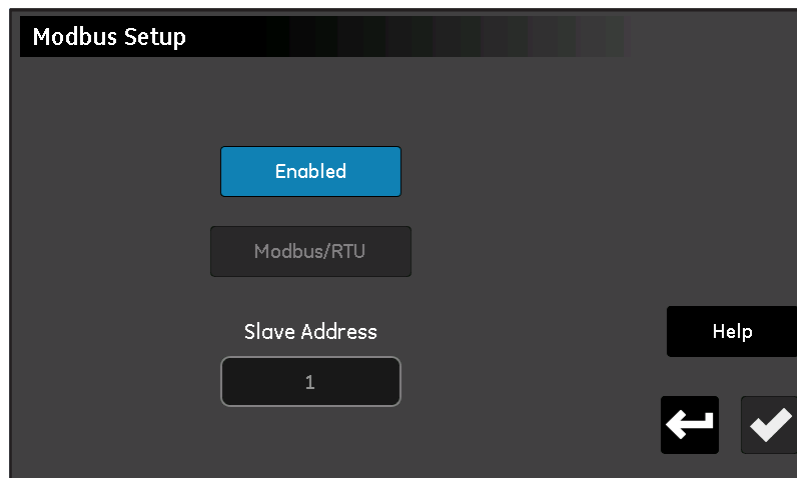 Modbus Setup
Enabled
Modbus/RTU
Slave Address
1
Help